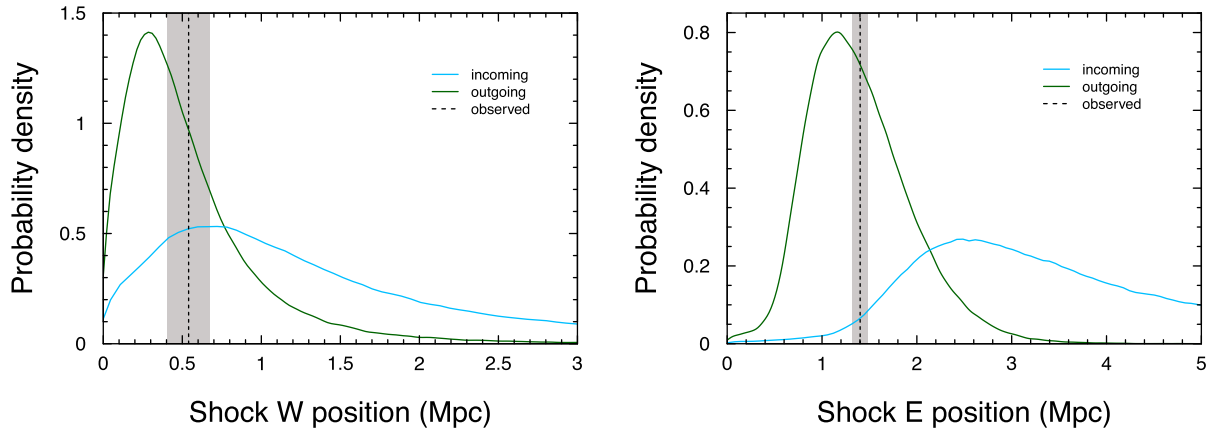 Probability density
1.5
1
0.5
0
0 0.5 1 1.5 2 2.5 3
Shock W position (Mpc)
incoming
outgoing
observed
Probability density
0.8
0.6
0.4
0.2
0
0 1 2 3 4 5
Shock E position (Mpc)
incoming
outgoing
observed